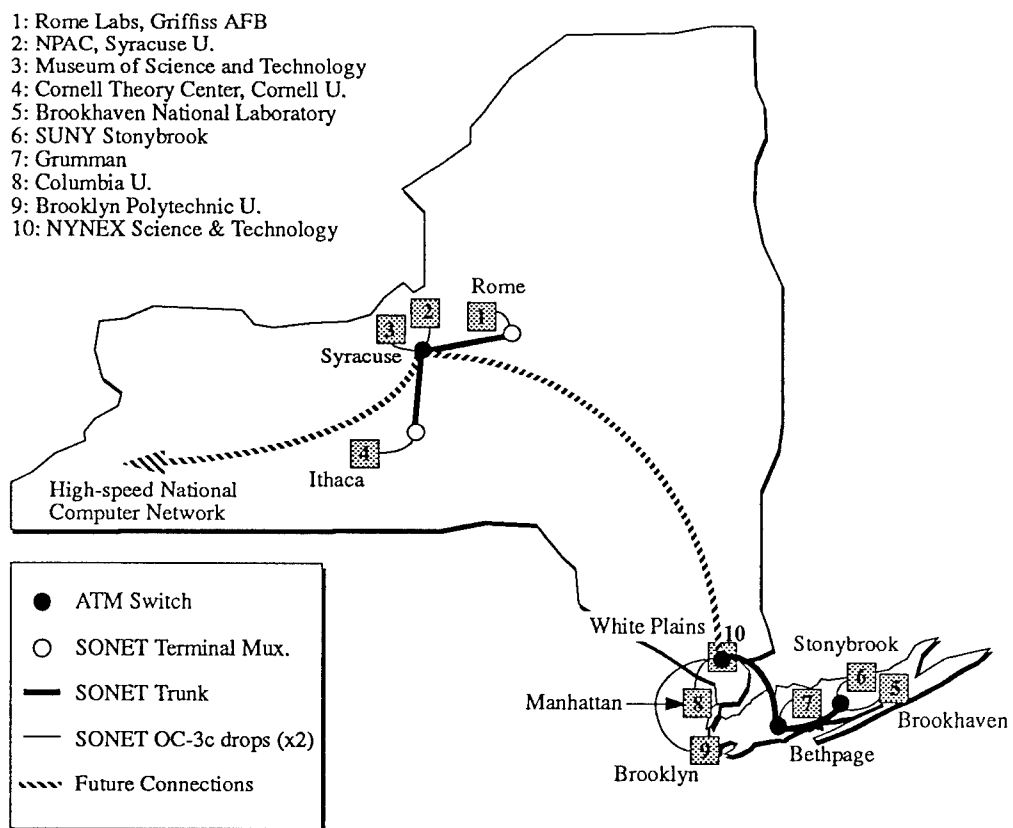 1: Rome Labs, Griffiss AFB
2: NPAC, Syracuse U.
3: Museum of Science and Technology
4: Cornell Theory Center, Cornell U.
5: Brookhaven National Laboratory
6: SUNY Stonybrook
7: Grumman
8: Columbia U.
9: Brooklyn Polytechnic U.
10: NYNEX Science & Technology
Rome
1
2
3
Syracuse
4
Ithaca
High-speed National
Computer Network
ATM Switch
SONET Terminal Mux.
SONET Trunk
SONET OC-3c drops (x2)
Future Connections
White Plains
10
Stonybrook
6
5
Manhattan
8
7
Brookhaven
9
Brooklyn
Bethpage